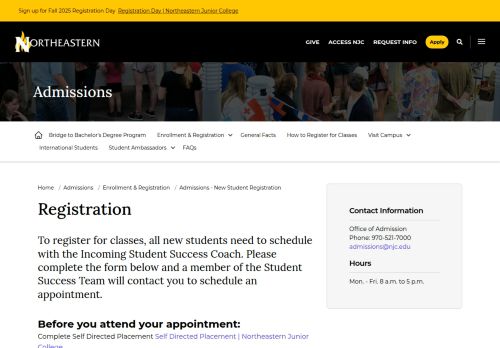 Sign up for Fall 2025 Registration Day Registration Day | Northeastern Junior College
NORTHEASTERN
GIVE ACCESS NJC REQUEST INFO Apply
Admissions
Bridge to Bachelor's Degree Program Enrollment & Registration General Facts How to Register for Classes Visit Campus
International Students Student Ambassadors FAQs
Home / Admissions / Enrollment & Registration / Admissions - New Student Registration
Registration
To register for classes, all new students need to schedule
with the Incoming Student Success Coach. Please
complete the form below and a member of the Student
Success Team will contact you to schedule an
appointment.
Before you attend your appointment:
Complete Self Directed Placement Self Directed Placement | Northeastern Junior
College
Contact Information
Office of Admission
Phone: 970-521-7000
admissions@njc.edu
Hours
Mon. - Fri. 8 a.m. to 5 p.m.